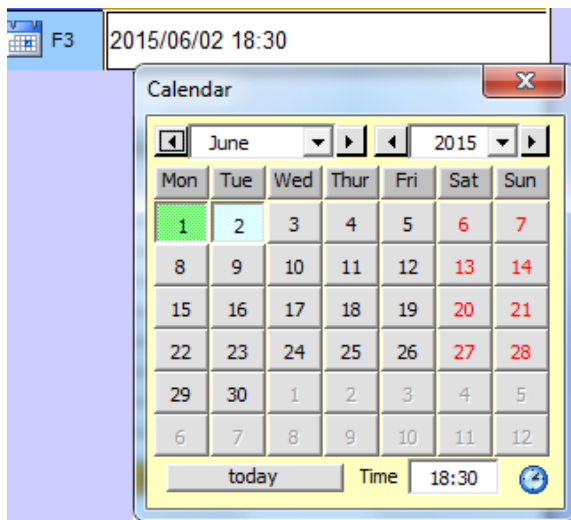 F3 2015/06/02 18:30
Calendar
June 2015
Mon Tue Wed Thur Fri Sat Sun
1 2 3 4 5 6 7
8 9 10 11 12 13 14
15 16 17 18 19 20 21
22 23 24 25 26 27 28
29 30 1 2 3 4 5
6 7 8 9 10 11 12
today Time 18:30